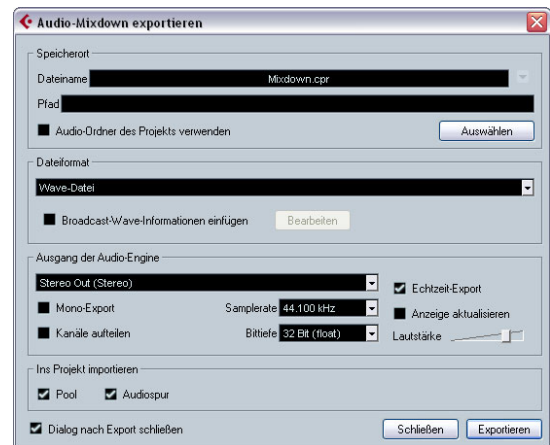 Audio-Mixdown exportieren
Speicherort
Dateiname Mixdown.cpr
Pfad
Audio-Ordner des Projekts verwenden Auswählen
Dateiformat
Wave-Datei
Broadcast-Wave-Informationen einfügen Bearbeiten
Ausgang der Audio-Engine
Stereo Out (Stereo) Echtzeit-Export
Mono-Export Samplerate 44.100 kHz Anzeige aktualisieren
Kanäle aufteilen Bittiefe 32 Bit (float) Lautstärke
Ins Projekt importieren
Pool Audiospur
Dialog nach Export schließen Schließen Exportieren